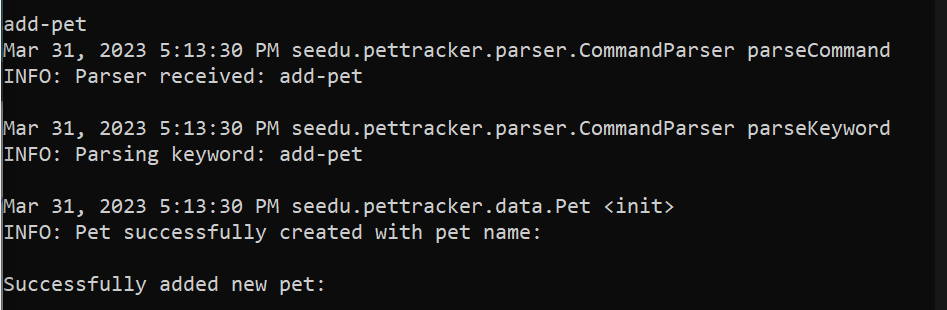 add-pet
Mar 31, 2023 5:13:30 PM seedu.pettracker.parser.CommandParser parseCommand
INFO: Parser received: add-pet
Mar 31, 2023 5:13:30 PM seedu.pettracker.parser.CommandParser parseKeyword
INFO: Parsing keyword: add-pet
Mar 31, 2023 5:13:30 PM seedu.pettracker.data.Pet <init>
INFO: Pet successfully created with pet name:
Successfully added new pet: